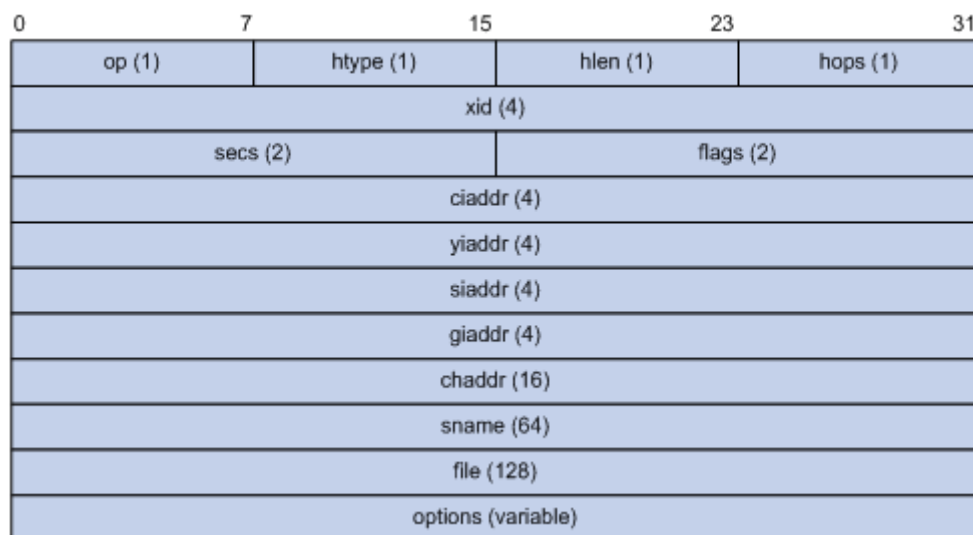 0 7 15 23 31
op (1) htype (1) hlen (1) hops (1)
xid (4)
secs (2) flags (2)
ciaddr (4)
yiaddr (4)
siaddr (4)
giaddr (4)
chaddr (16)
sname (64)
file (128)
options (variable)